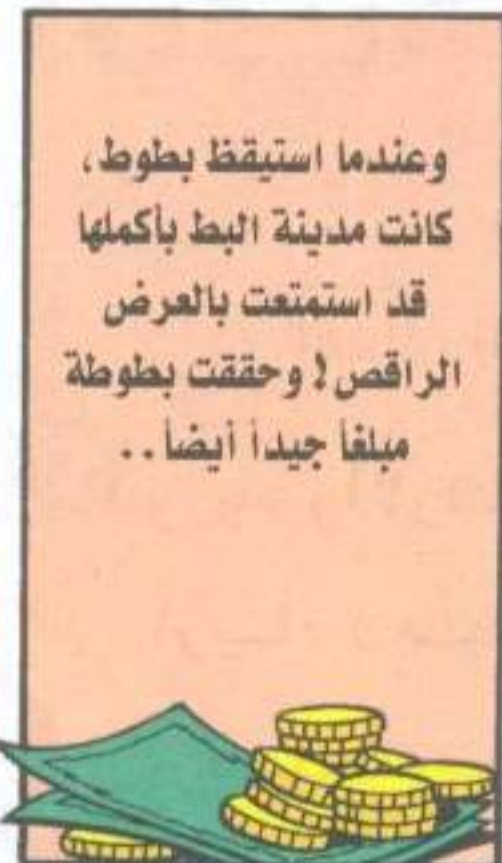 وعندما استيقظ بطوط،
كانت مدينة البط بأكملها
قد استمتعت بالعرض
الراقص! وحققت بطوطة
مبلغاً جيداً أيضاً..